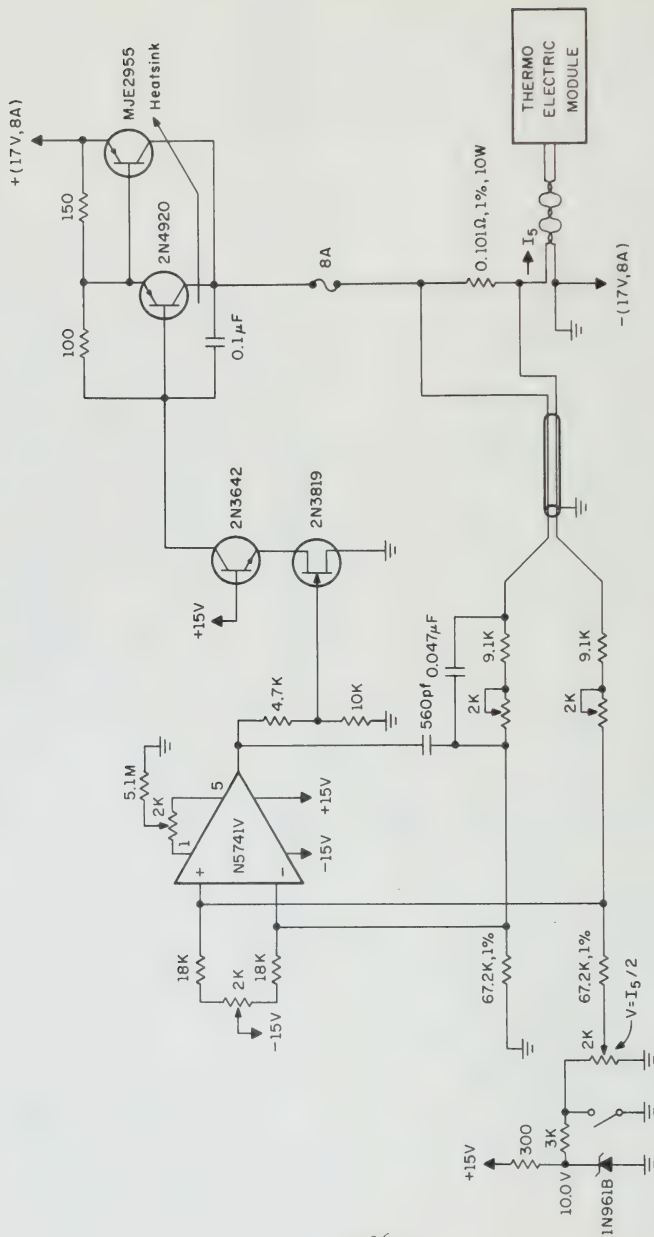 +(17V,8A)
MJE2955
Heatsink
150
2N4920
100
0.1µF
8A
0.101Ω,1%,10W
I5
THERMO
ELECTRIC
MODULE
-(17V,8A)
2N3642
+15V
2N3819
4.7K
10K
560pf
0.047µF
9.1K
2K
9.1K
2K
5.1M
2K
5
1
N5741V
+
-
+15V
-15V
18K
2K
18K
-15V
67.2K,1%
67.2K,1%
2K
V=I5/2
+15V
300
3K
10.0V
1N961B